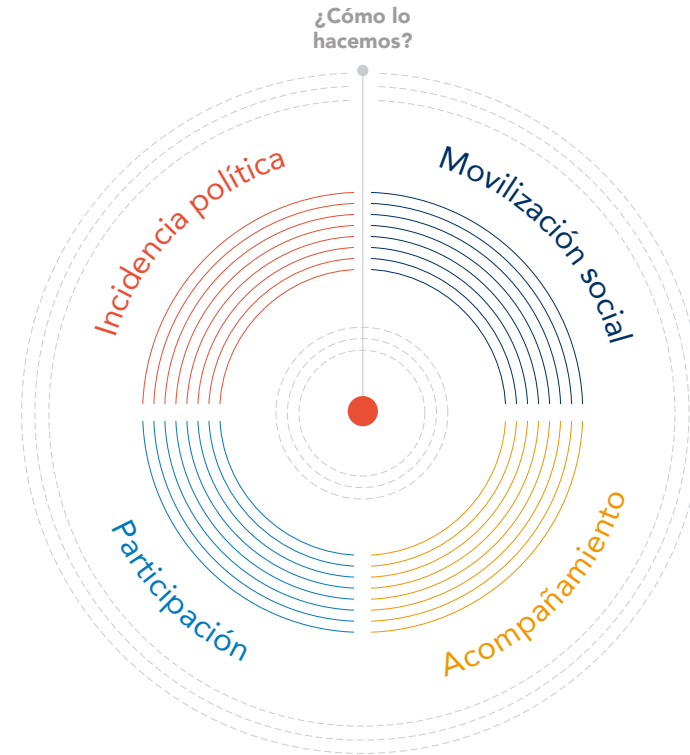 ¿Cómo lo
hacemos?
Incidencia política
Movilización social
Participación
Acompañamiento